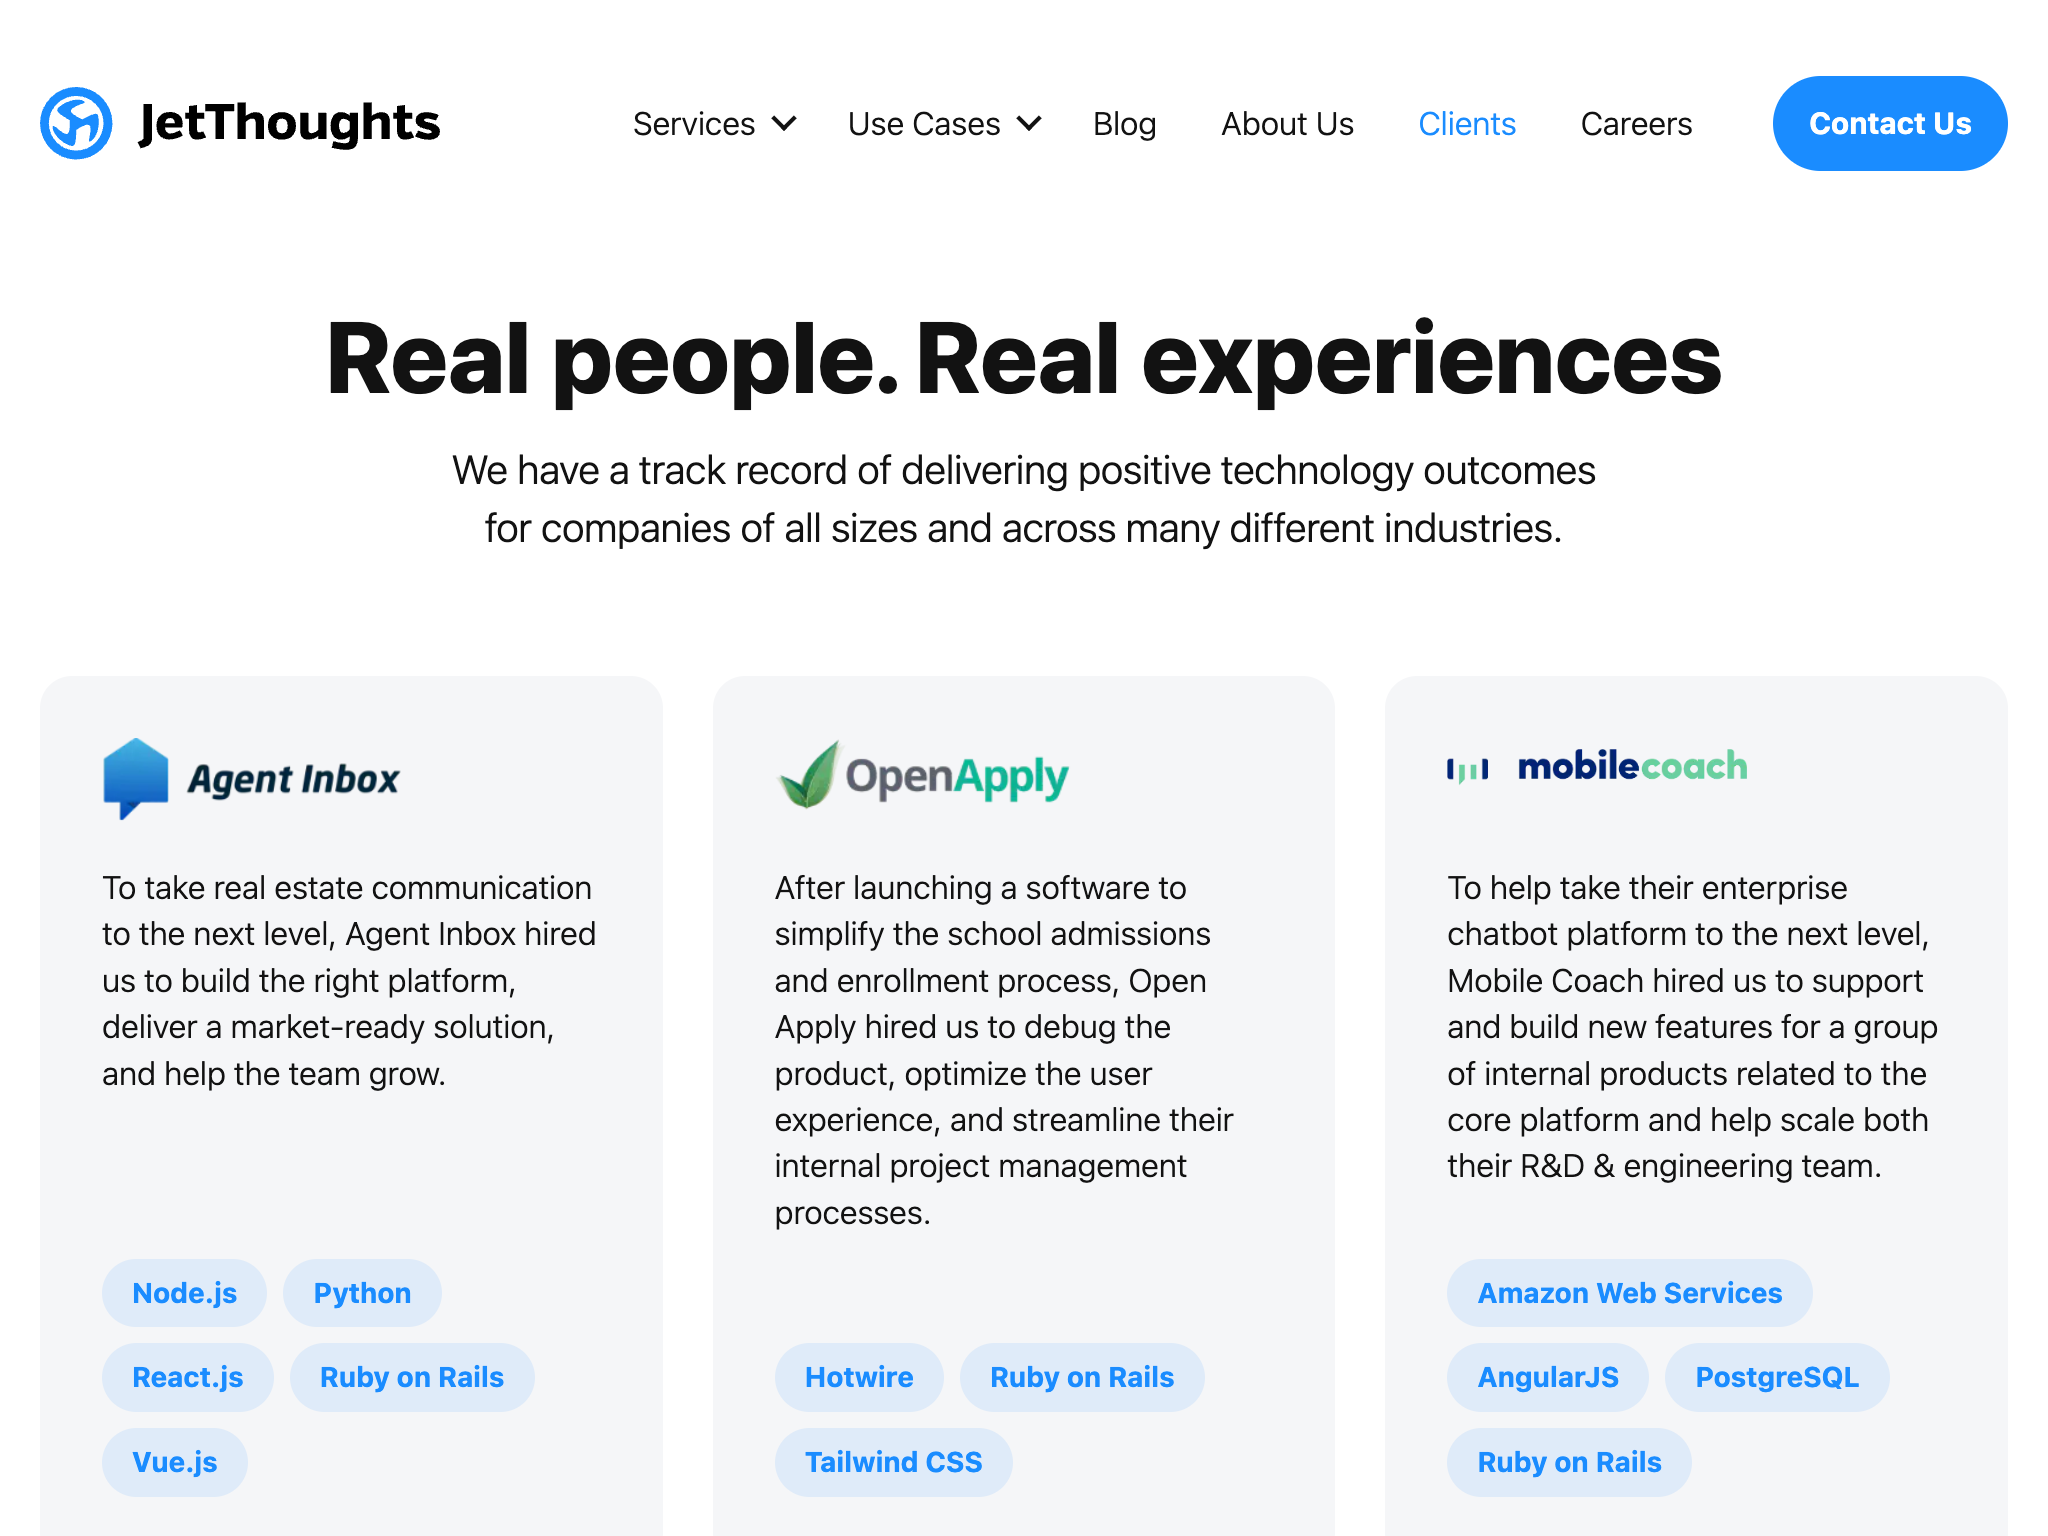 JetThoughts
Services
Use Cases
Blog
About Us
Clients
Careers
Contact Us
Real people. Real experiences
We have a track record of delivering positive technology outcomes
for companies of all sizes and across many different industries.
Agent Inbox
To take real estate communication
to the next level, Agent Inbox hired
us to build the right platform,
deliver a market-ready solution,
and help the team grow.
Node.js
Python
React.js
Ruby on Rails
Vue.js
OpenApply
After launching a software to
simplify the school admissions
and enrollment process, Open
Apply hired us to debug the
product, optimize the user
experience, and streamline their
internal project management
processes.
Hotwire
Ruby on Rails
Tailwind CSS
mobilecoach
To help take their enterprise
chatbot platform to the next level,
Mobile Coach hired us to support
and build new features for a group
of internal products related to the
core platform and help scale both
their R&D & engineering team.
Amazon Web Services
AngularJS
PostgreSQL
Ruby on Rails